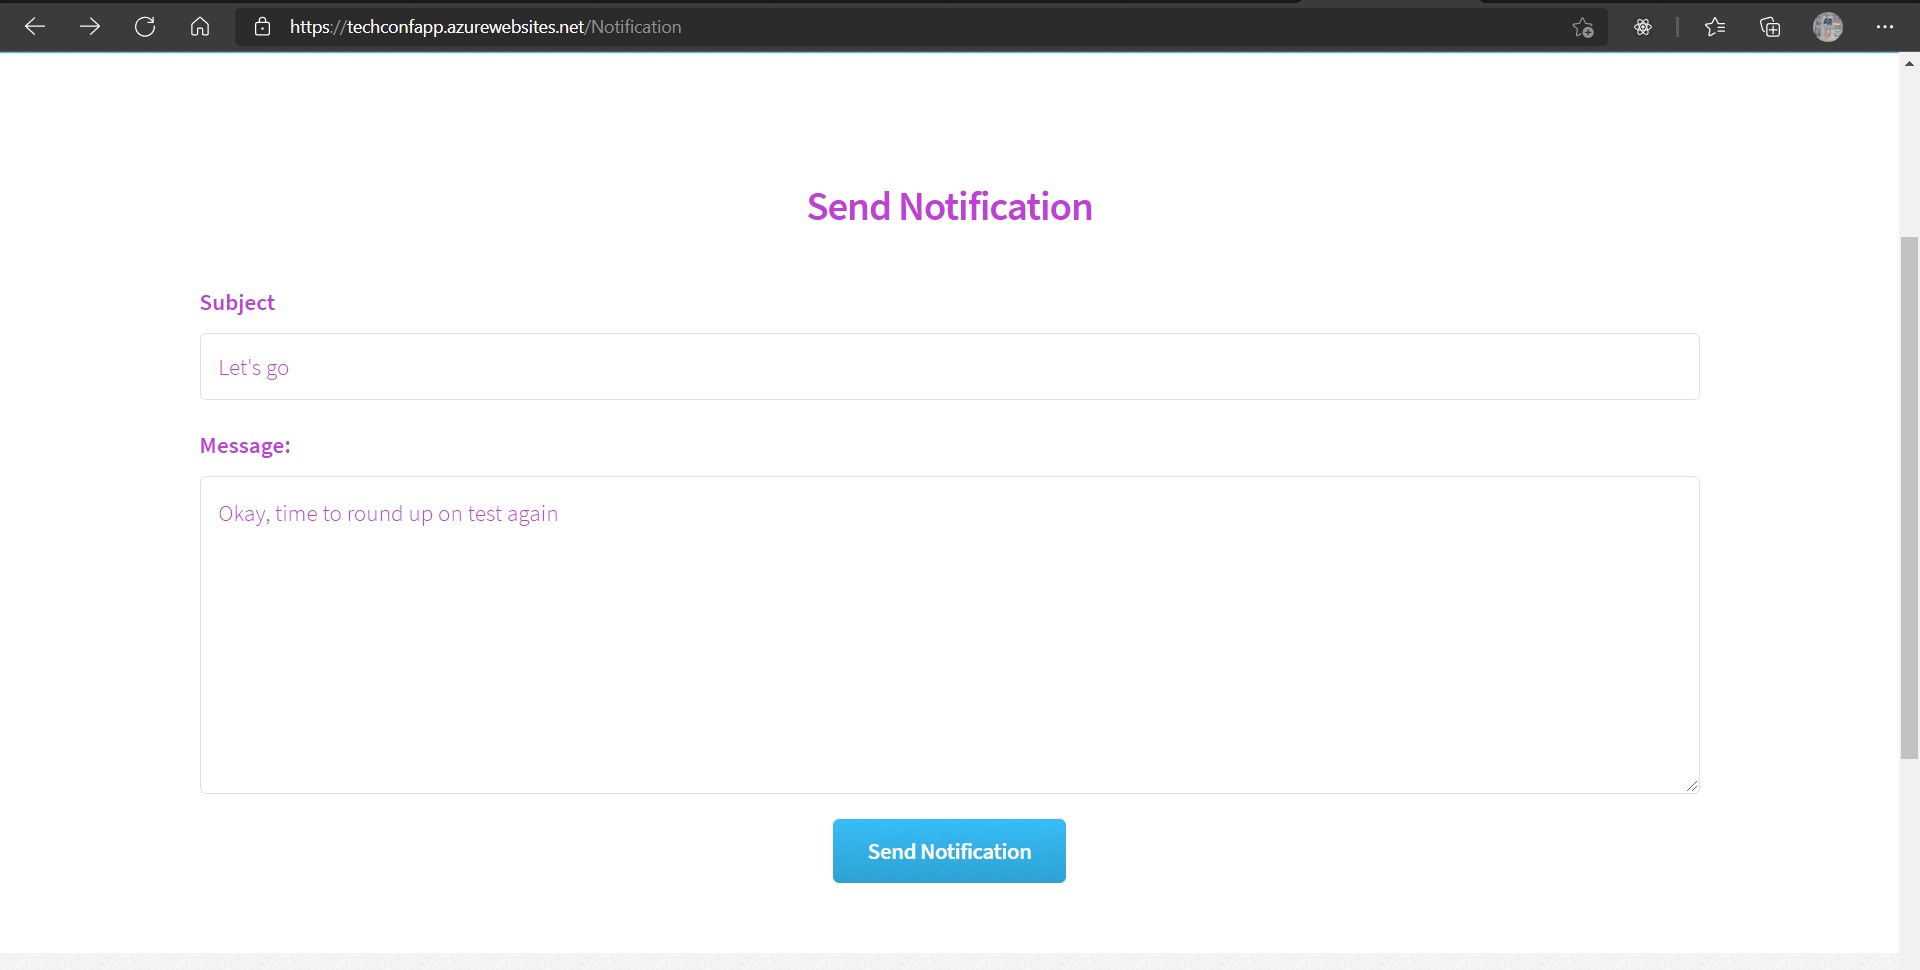 https://techconfapp.azurewebsites.net/Notification
Send Notification
Subject
Let's go
Message:
Okay, time to round up on test again
Send Notification